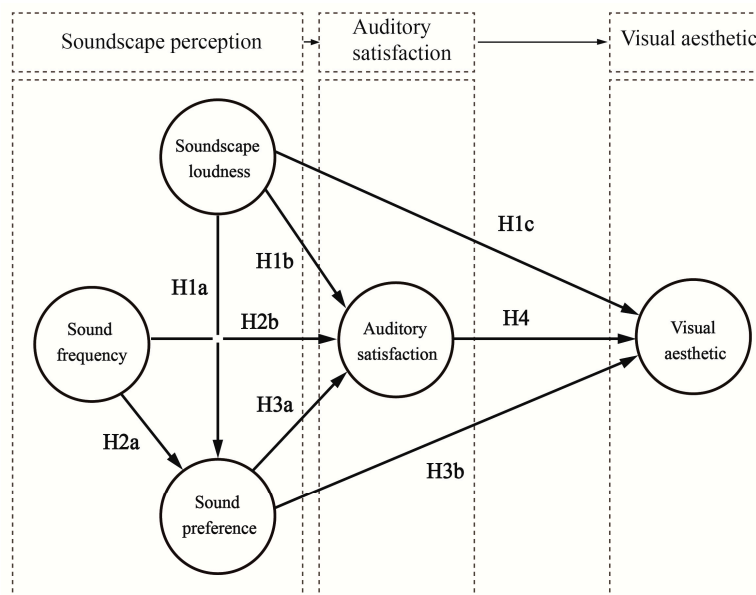 Soundscape perception
Auditory
satisfaction
Visual aesthetic
Soundscape
loudness
H1c
H1b
H1a
H2b
H4
Sound
frequency
Auditory
satisfaction
Visual
aesthetic
H3a
H2a
H3b
Sound
preference